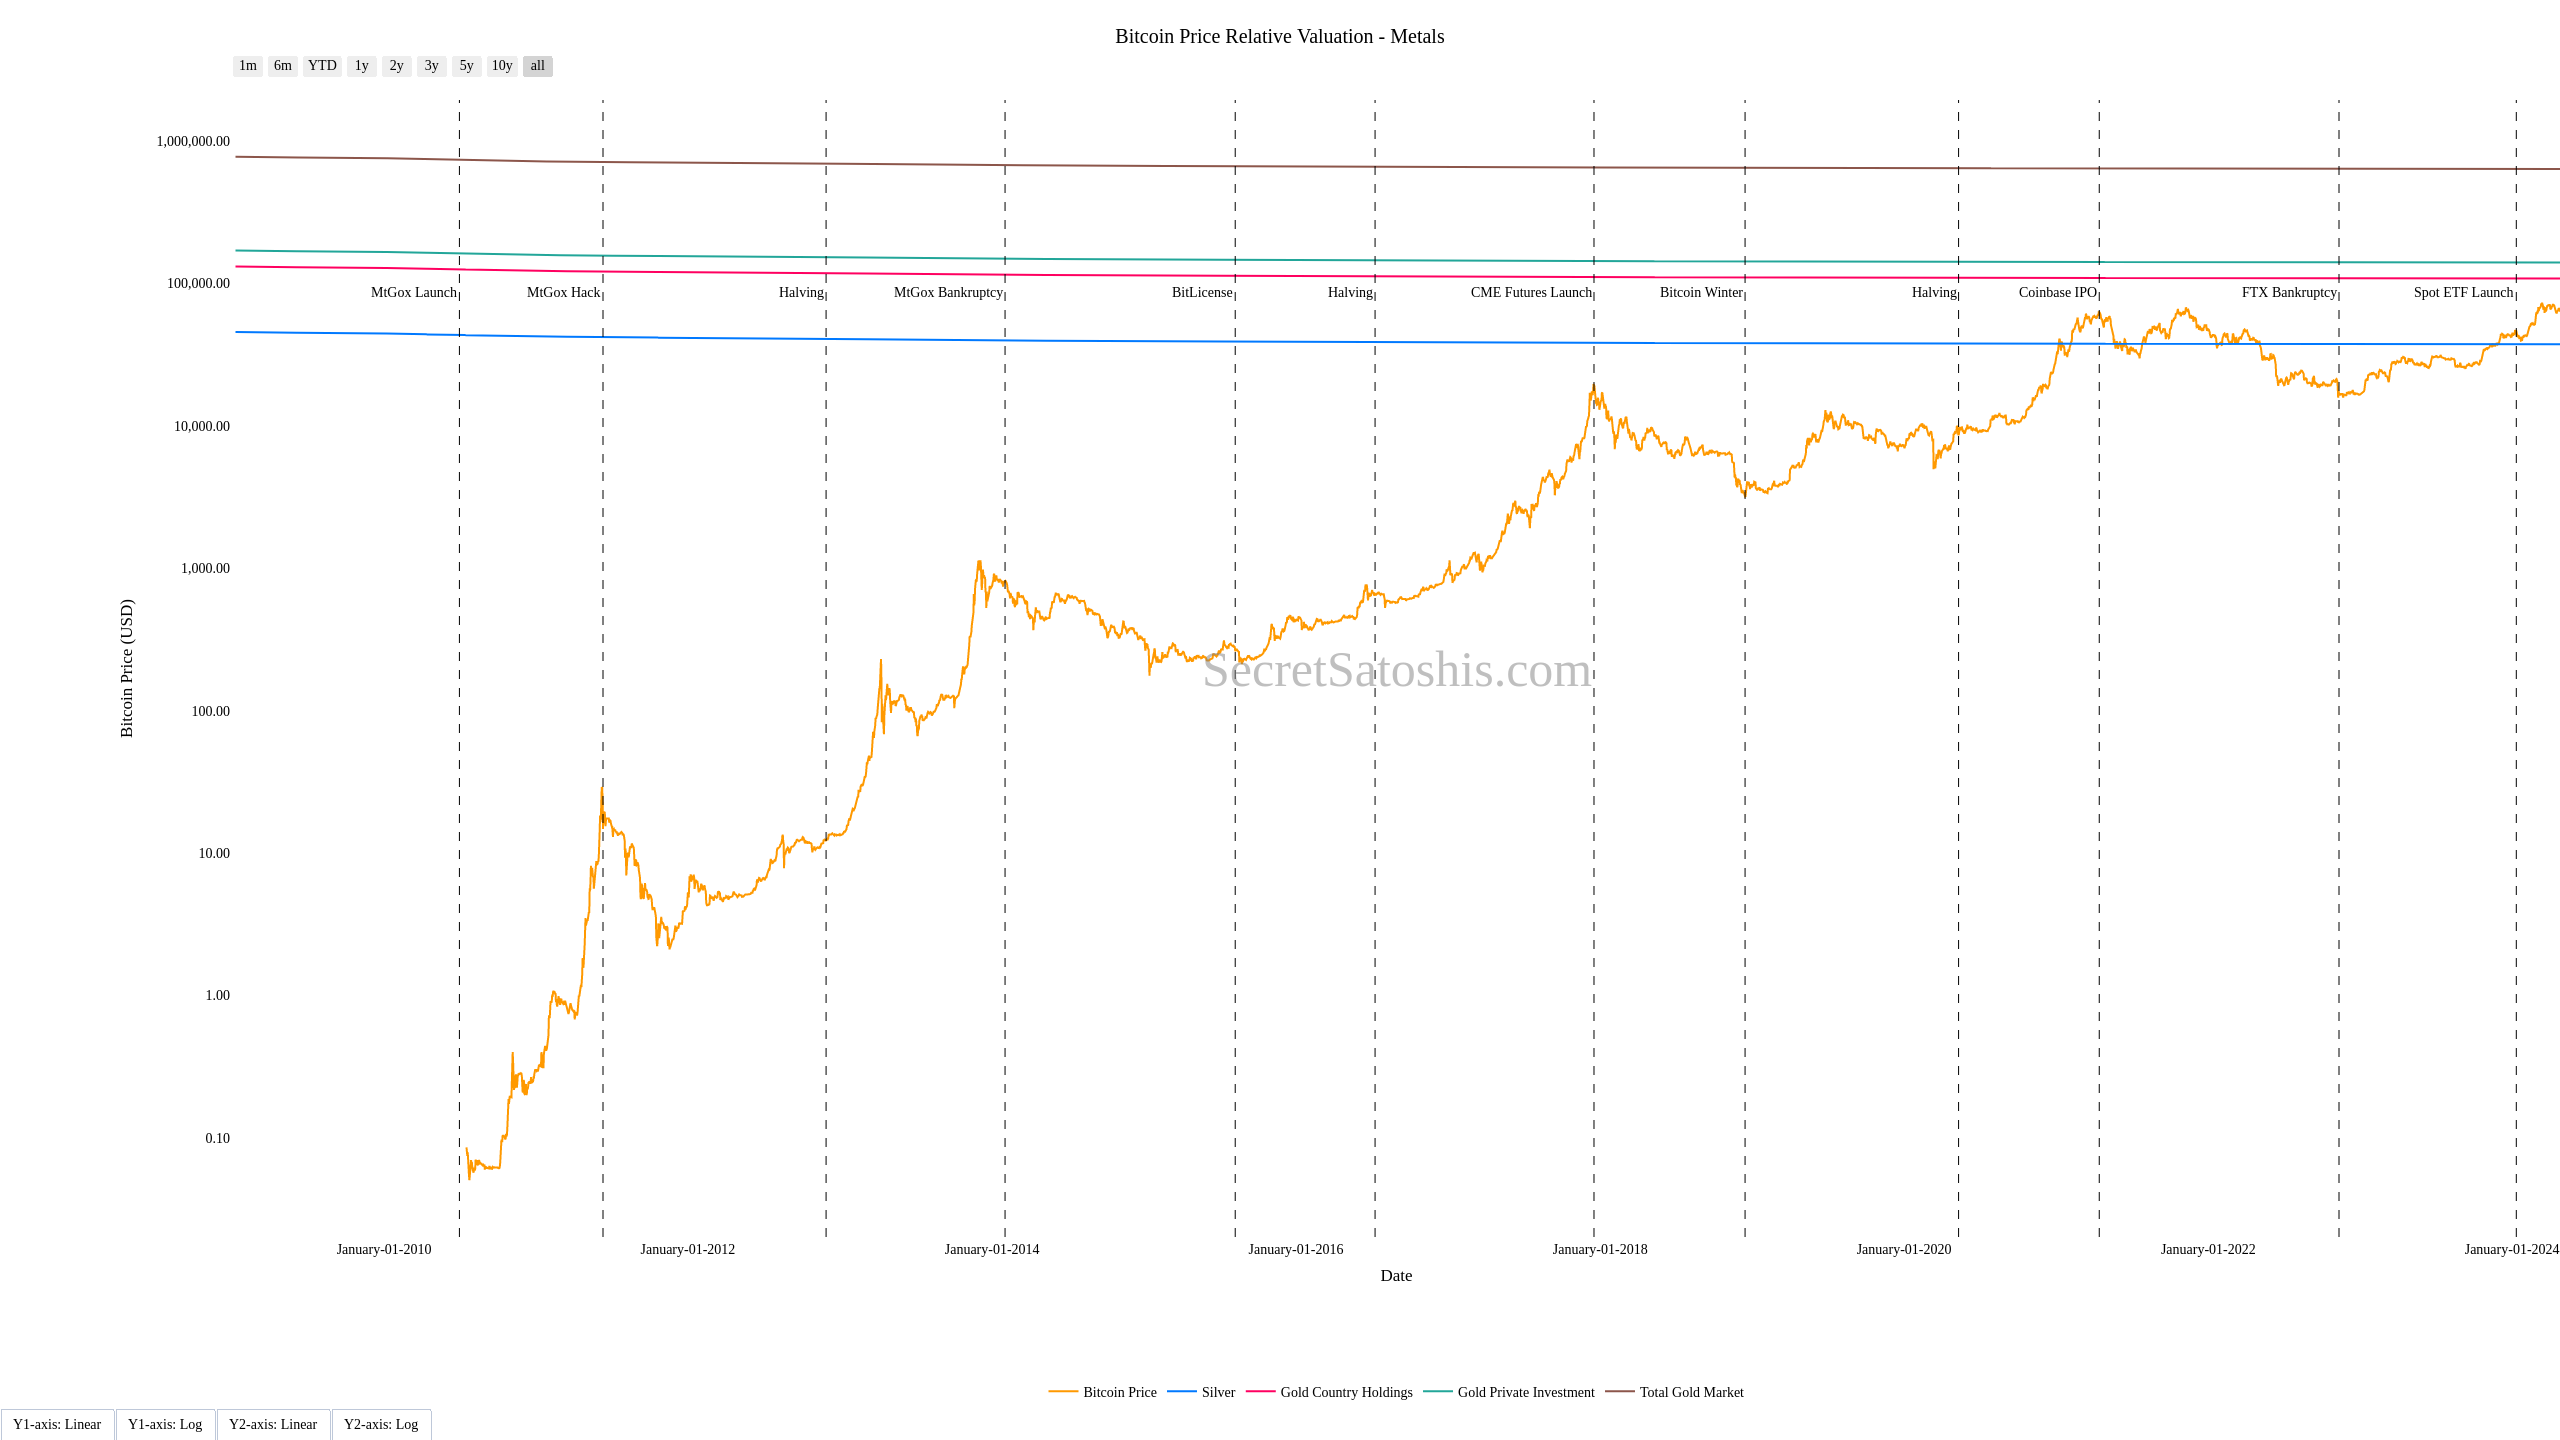 Bitcoin Price Relative Valuation - Metals
1m 6m YTD 1y 2y 3y 5y 10y all
1,000,000.00
100,000.00
MtGox Launch MtGox Hack Halving MtGox Bankruptcy BitLicense Halving CME Futures Launch Bitcoin Winter Halving Coinbase IPO FTX Bankruptcy Spot ETF Launch
10,000.00
1,000.00
Bitcoin Price (USD)
SecretSatoshis.com
100.00
10.00
1.00
0.10
January-01-2010 January-01-2012 January-01-2014 January-01-2016 January-01-2018 January-01-2020 January-01-2022 January-01-2024
Date
Bitcoin Price Silver Gold Country Holdings Gold Private Investment Total Gold Market
Y1-axis: Linear Y1-axis: Log Y2-axis: Linear Y2-axis: Log